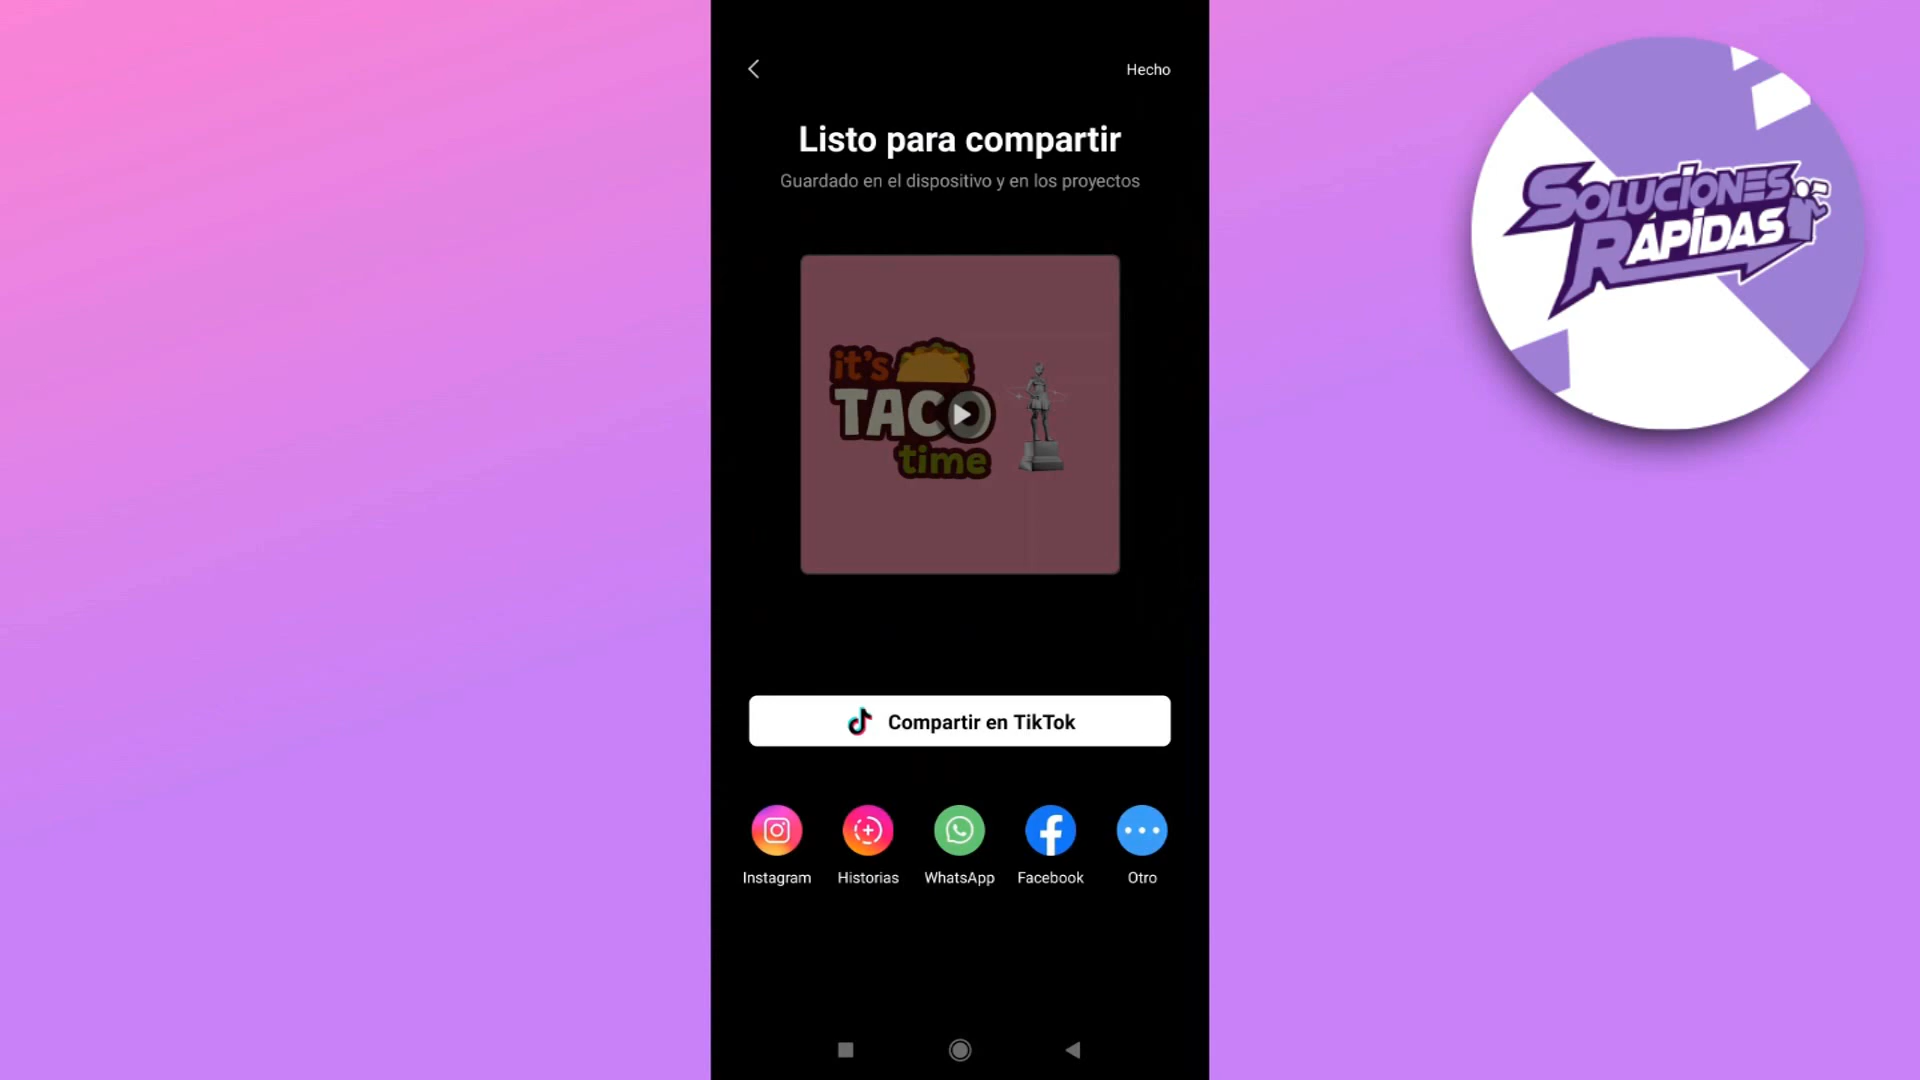 Hecho
Listo para compartir
Guardado en el dispositivo y en los proyectos
it's
TACO
time
Compartir en TikTok
Instagram
Historias
WhatsApp
Facebook
Otro
SOLUCIONES
RÁPIDAS